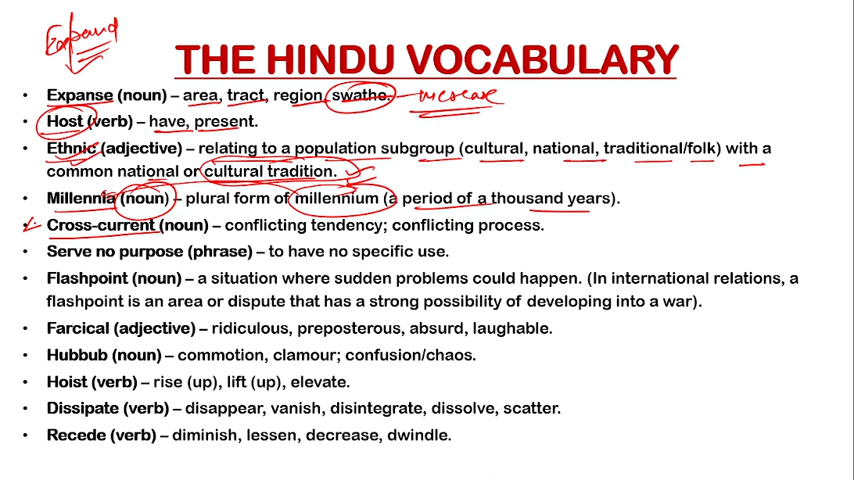 Expand
THE HINDU VOCABULARY
• Expanse (noun) – area, tract, region, swathe. increase
• Host (verb) – have, present.
• Ethnic (adjective) – relating to a population subgroup (cultural, national, traditional/folk) with a
common national or cultural tradition.
• Millennia (noun) – plural form of millennium (a period of a thousand years).
• Cross-current (noun) – conflicting tendency; conflicting process.
• Serve no purpose (phrase) – to have no specific use.
• Flashpoint (noun) – a situation where sudden problems could happen. (In international relations, a
flashpoint is an area or dispute that has a strong possibility of developing into a war).
• Farcical (adjective) – ridiculous, preposterous, absurd, laughable.
• Hubbub (noun) – commotion, clamour; confusion/chaos.
• Hoist (verb) – rise (up), lift (up), elevate.
• Dissipate (verb) – disappear, vanish, disintegrate, dissolve, scatter.
• Recede (verb) – diminish, lessen, decrease, dwindle.